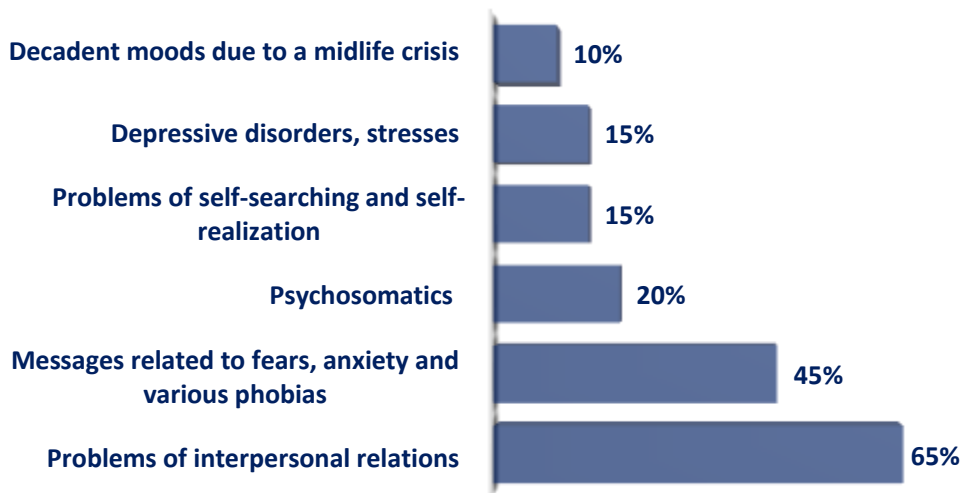 Decadent moods due to a midlife crisis
10%
Depressive disorders, stresses
15%
Problems of self-searching and self-
realization
15%
Psychosomatics
20%
Messages related to fears, anxiety and
various phobias
45%
Problems of interpersonal relations
65%